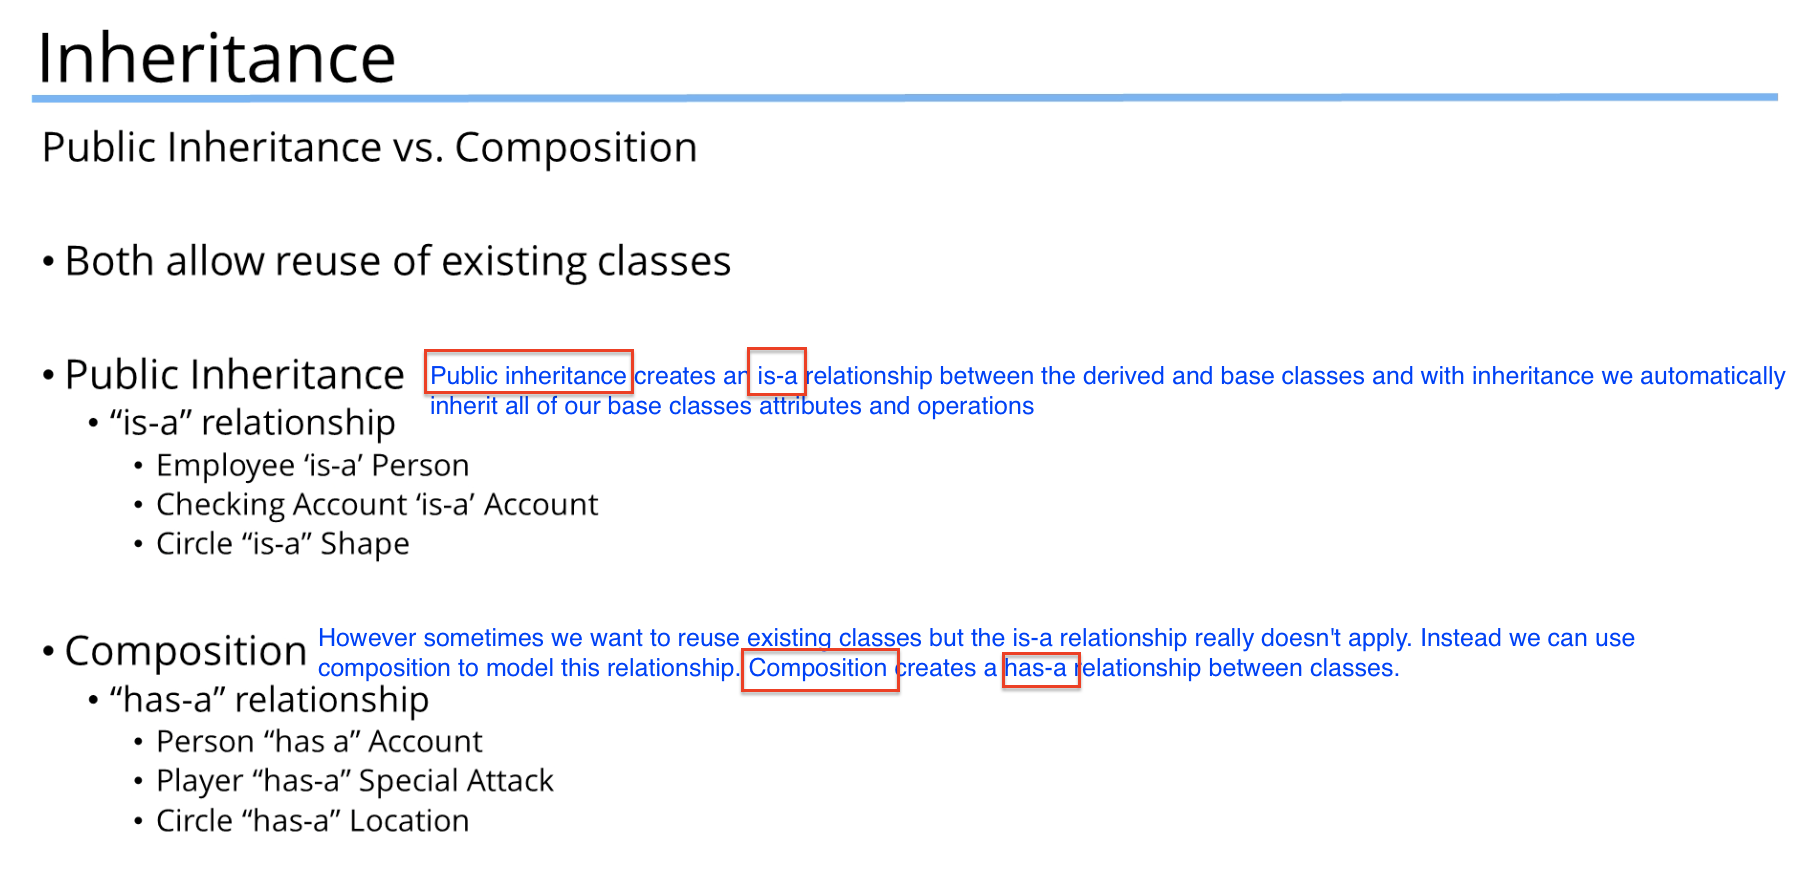 Inheritance
Public Inheritance vs. Composition
• Both allow reuse of existing classes
• Public Inheritance
Public inheritance creates an is-a relationship between the derived and base classes and with inheritance we automatically
inherit all of our base classes attributes and operations
• “is-a” relationship
• Employee ‘is-a’ Person
• Checking Account ‘is-a’ Account
• Circle “is-a” Shape
• Composition
However sometimes we want to reuse existing classes but the is-a relationship really doesn't apply. Instead we can use
composition to model this relationship. Composition creates a has-a relationship between classes.
• “has-a” relationship
• Person “has a” Account
• Player “has-a” Special Attack
• Circle “has-a” Location